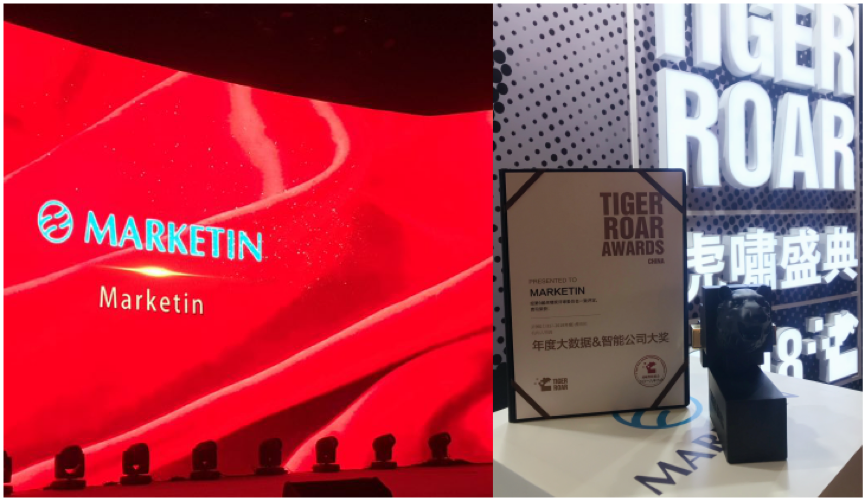 MARKETIN
Marketin
TIGER
ROAR
虎嘯盛典
TIGER
ROAR
AWARDS
CHINA
PRESENTED TO
MARKETIN
年度大数据&智能公司大奖
TIGER
ROAR